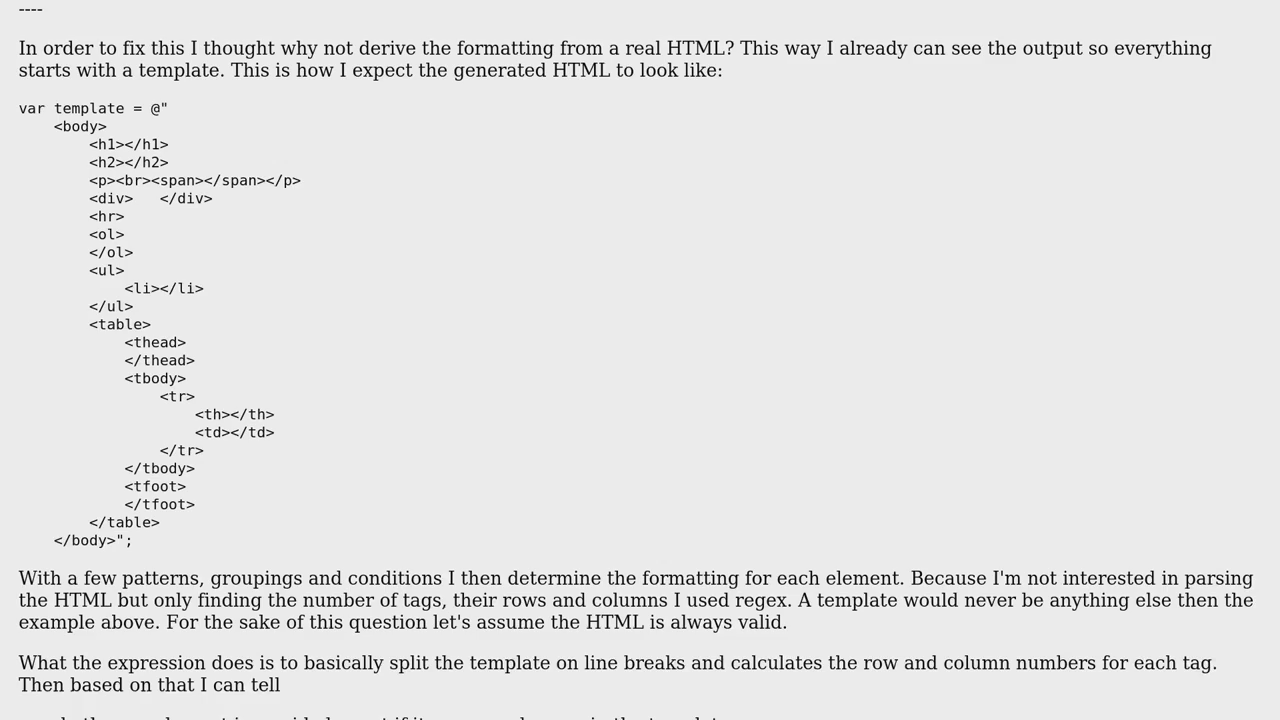 ----
In order to fix this I thought why not derive the formatting from a real HTML? This way I already can see the output so everything
starts with a template. This is how I expect the generated HTML to look like:
var template = @"
    <body>
        <h1></h1>
        <h2></h2>
        <p><br><span></span></p>
        <div>   </div>
        <hr>
        <ol>
        </ol>
        <ul>
            <li></li>
        </ul>
        <table>
            <thead>
            </thead>
            <tbody>
                <tr>
                    <th></th>
                    <td></td>
                </tr>
            </tbody>
            <tfoot>
            </tfoot>
        </table>
    </body>";
With a few patterns, groupings and conditions I then determine the formatting for each element. Because I'm not interested in parsing
the HTML but only finding the number of tags, their rows and columns I used regex. A template would never be anything else then the
example above. For the sake of this question let's assume the HTML is always valid.
What the expression does is to basically split the template on line breaks and calculates the row and column numbers for each tag.
Then based on that I can tell